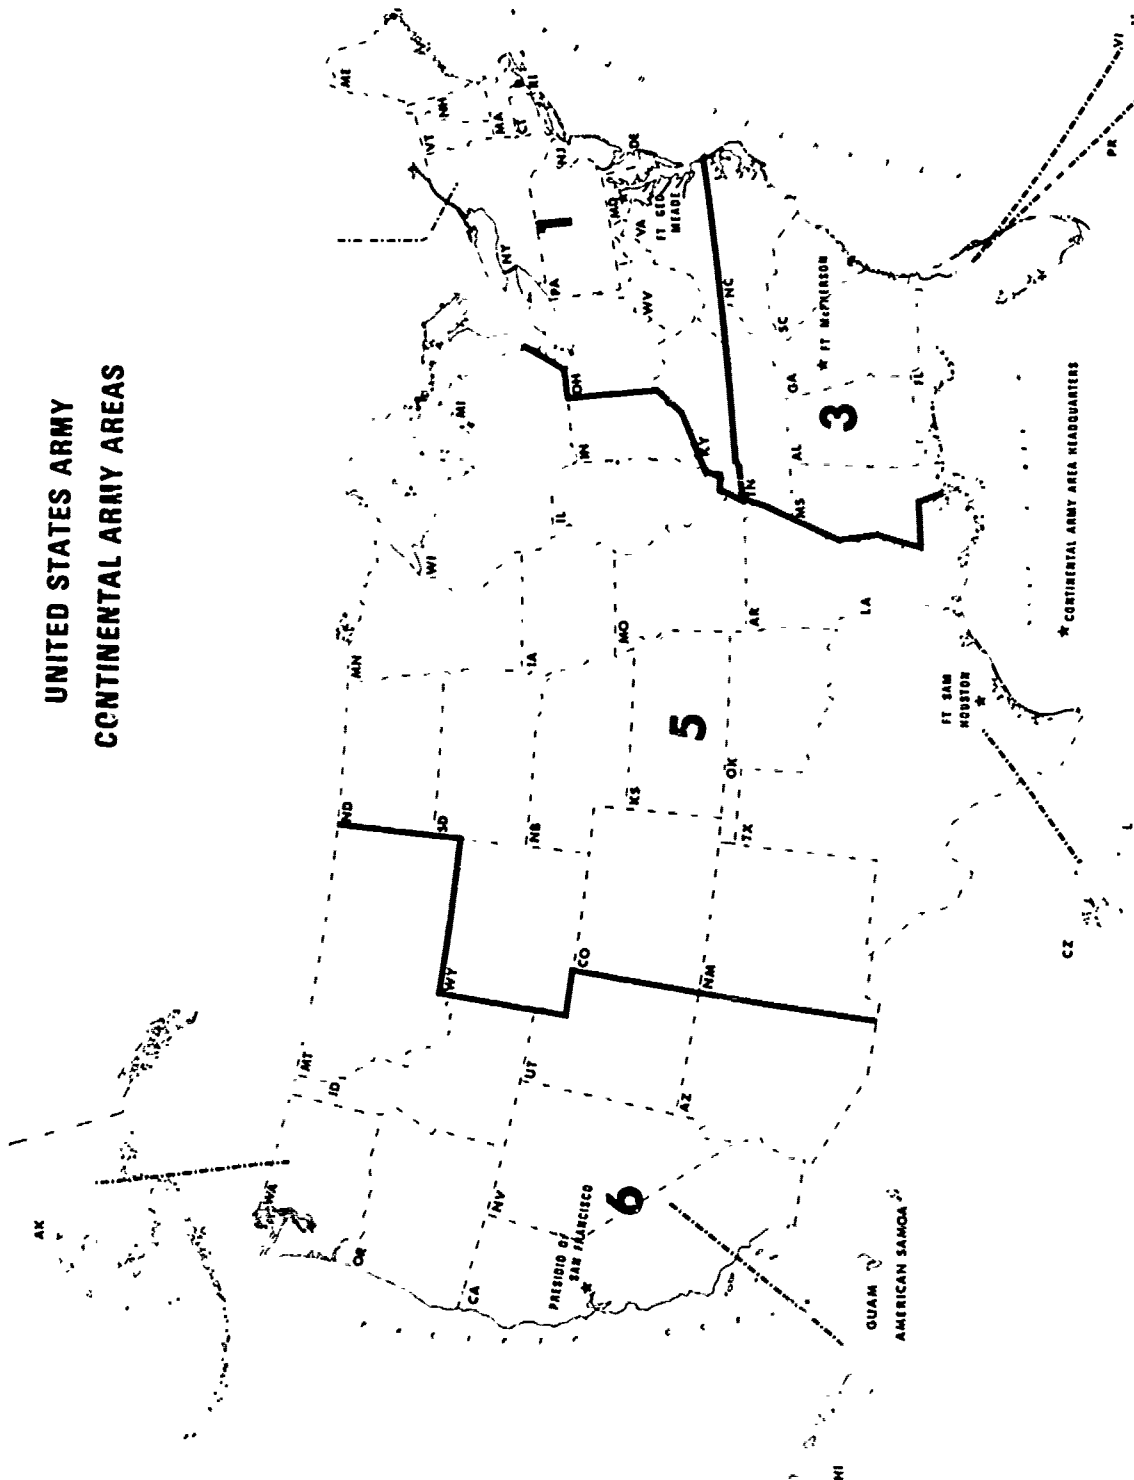 UNITED STATES ARMY
CONTINENTAL ARMY AREAS
AK
WA
MT
ID
OR
NV
CA
UT
AZ
WY
CO
NM
ND
SD
NB
KS
OK
TX
MN
IA
MO
AR
LA
WI
IL
MI
IN
OH
KY
TN
MS
AL
GA
SC
NC
FL
ME
VT
NH
MA
CT
RI
NY
NJ
PA
MD
DE
VA
WV
1
3
5
6
FT GEO
MEADE
FT McPHERSON
FT SAM
HOUSTON
PRESIDIO OF
SAN FRANCISCO
HI
GUAM
AMERICAN SAMOA
CZ
PR
VI
CONTINENTAL ARMY AREA HEADQUARTERS